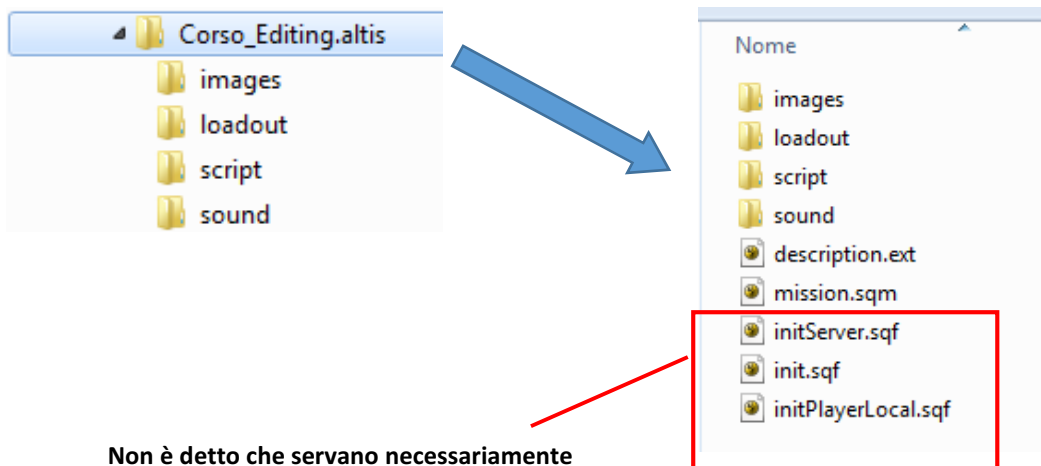 Corso_Editing.altis
images
loadout
script
sound
Nome
images
loadout
script
sound
description.ext
mission.sqm
initServer.sqf
init.sqf
initPlayerLocal.sqf
Non è detto che servano necessariamente